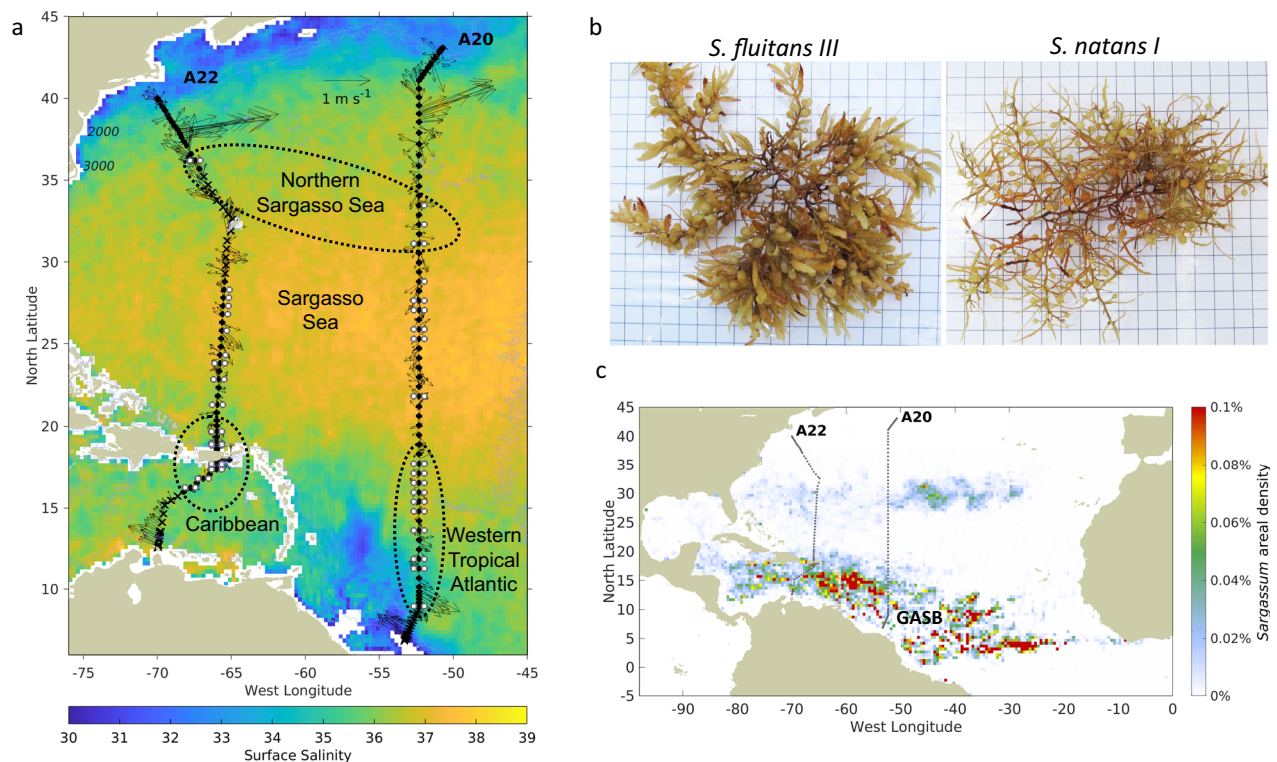 a
45
40
35
30
25
20
15
10
North Latitude
-75
-70
-65
-60
-55
-50
-45
West Longitude
A22
A20
1 m s⁻¹
2000
3000
Northern
Sargasso Sea
Sargasso
Sea
Caribbean
Western
Tropical
Atlantic
30
31
32
33
34
35
36
37
38
39
Surface Salinity
b
S. fluitans III
S. natans I
c
45
40
35
30
25
20
15
10
5
0
-5
North Latitude
-90
-80
-70
-60
-50
-40
-30
-20
-10
0
West Longitude
A22
A20
GASB
0.1%
0.08%
0.06%
0.04%
0.02%
0%
Sargassum areal density